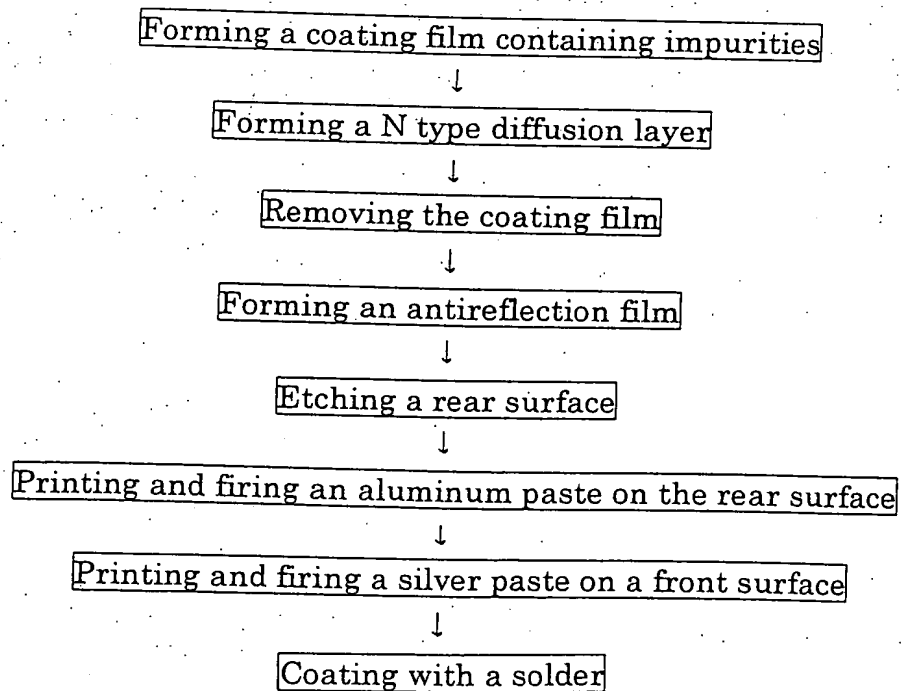 Forming a coating film containing impurities
↓
Forming a N type diffusion layer
↓
Removing the coating film
↓
Forming an antireflection film
↓
Etching a rear surface
↓
Printing and firing an aluminum paste on the rear surface
↓
Printing and firing a silver paste on a front surface
↓
Coating with a solder